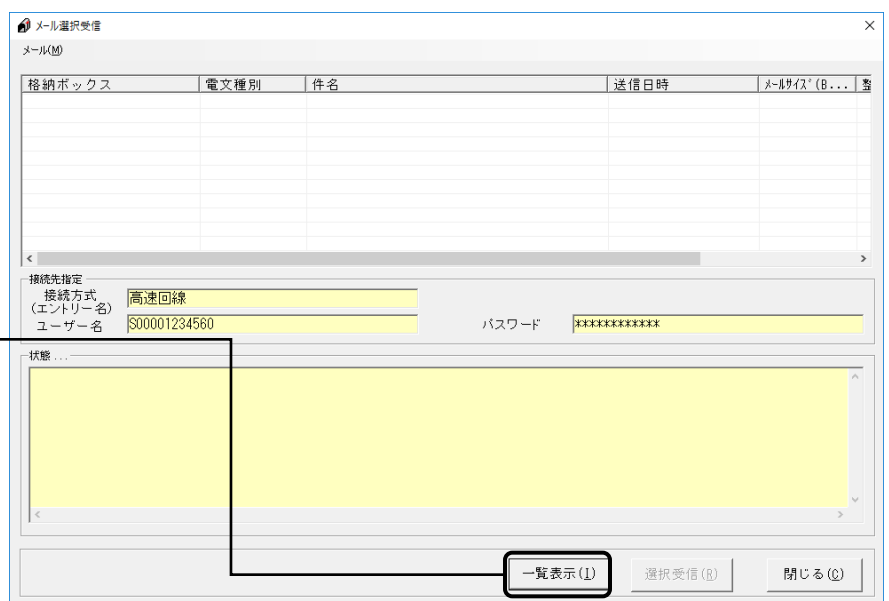 メール選択受信
メール(M)
格納ボックス 電文種別 件名 送信日時 メールサイズ(B... 整
接続先指定
接続方式
(エントリー名) 高速回線
ユーザー名 S00001234560 パスワード ************
状態 ...
一覧表示(I) 選択受信(R) 閉じる(C)